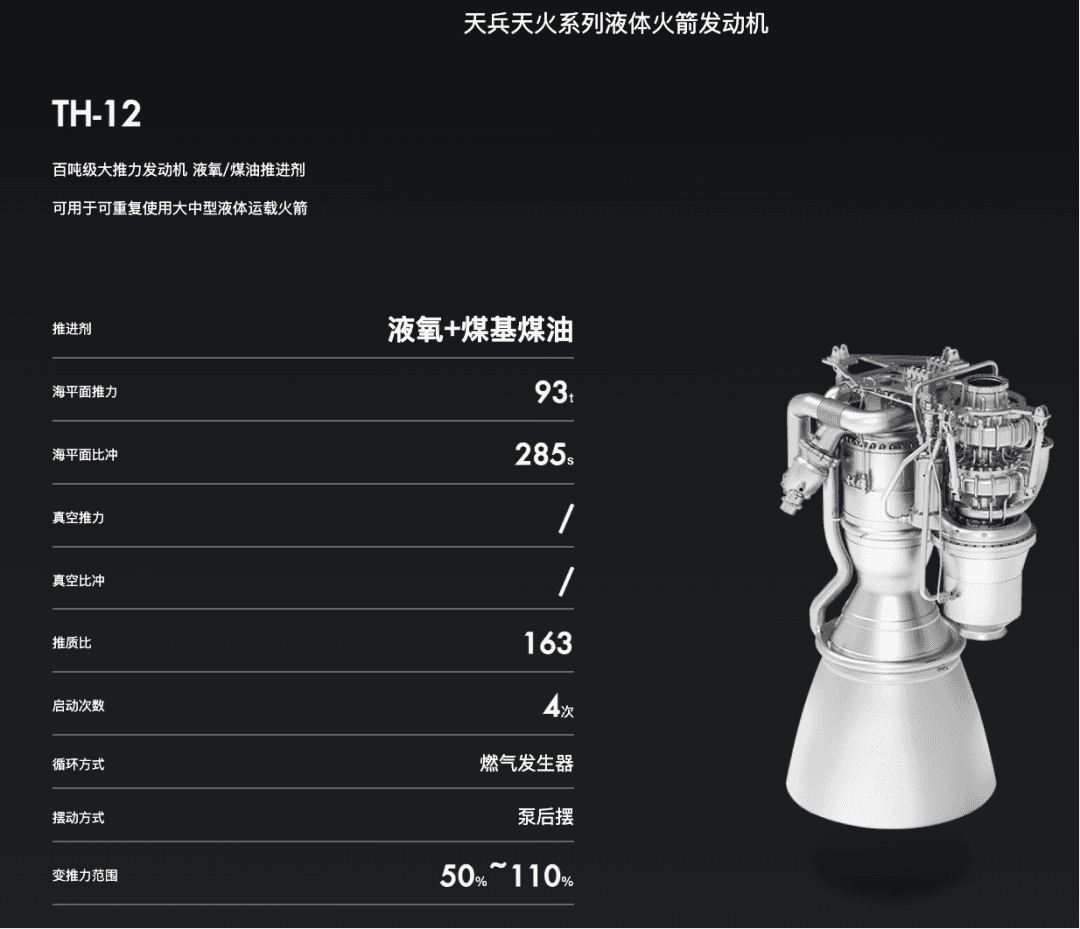 天兵天火系列液体火箭发动机
TH-12
百吨级大推力发动机 液氧/煤油推进剂
可用于可重复使用大中型液体运载火箭
推进剂 液氧+煤基煤油
海平面推力 93t
海平面比冲 285s
真空推力 /
真空比冲 /
推质比 163
启动次数 4次
循环方式 燃气发生器
摆动方式 泵后摆
变推力范围 50%~110%